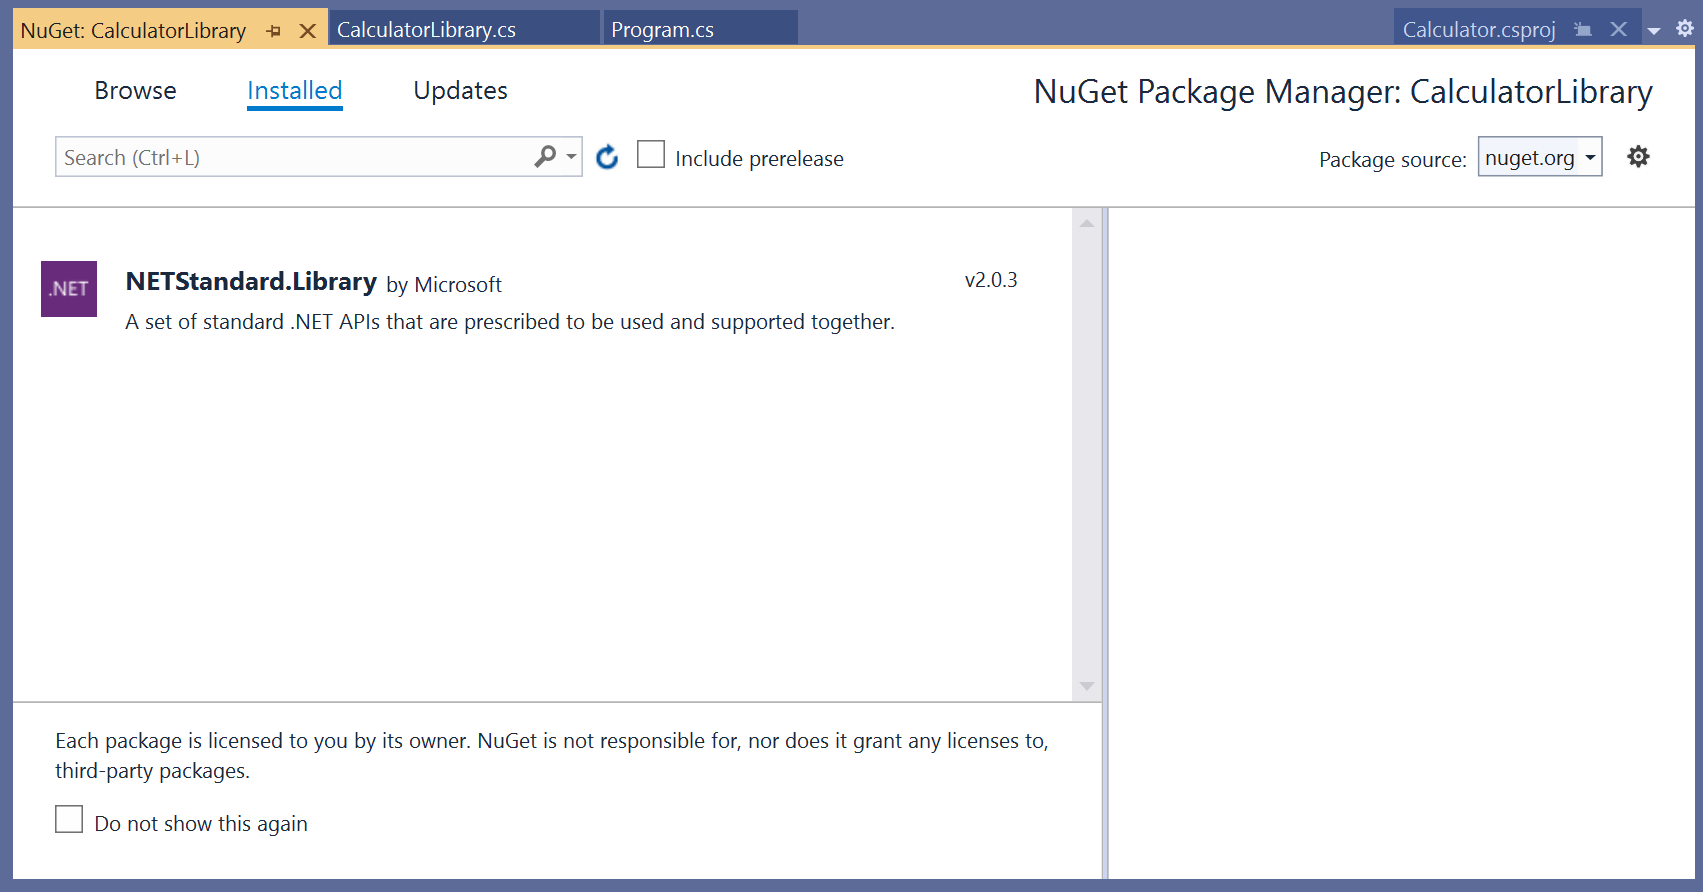 NuGet: CalculatorLibrary
CalculatorLibrary.cs
Program.cs
Calculator.csproj
Browse
Installed
Updates
NuGet Package Manager: CalculatorLibrary
Search (Ctrl+L)
Include prerelease
Package source:
nuget.org
.NET
NETStandard.Library by Microsoft
v2.0.3
A set of standard .NET APIs that are prescribed to be used and supported together.
Each package is licensed to you by its owner. NuGet is not responsible for, nor does it grant any licenses to,
third-party packages.
Do not show this again